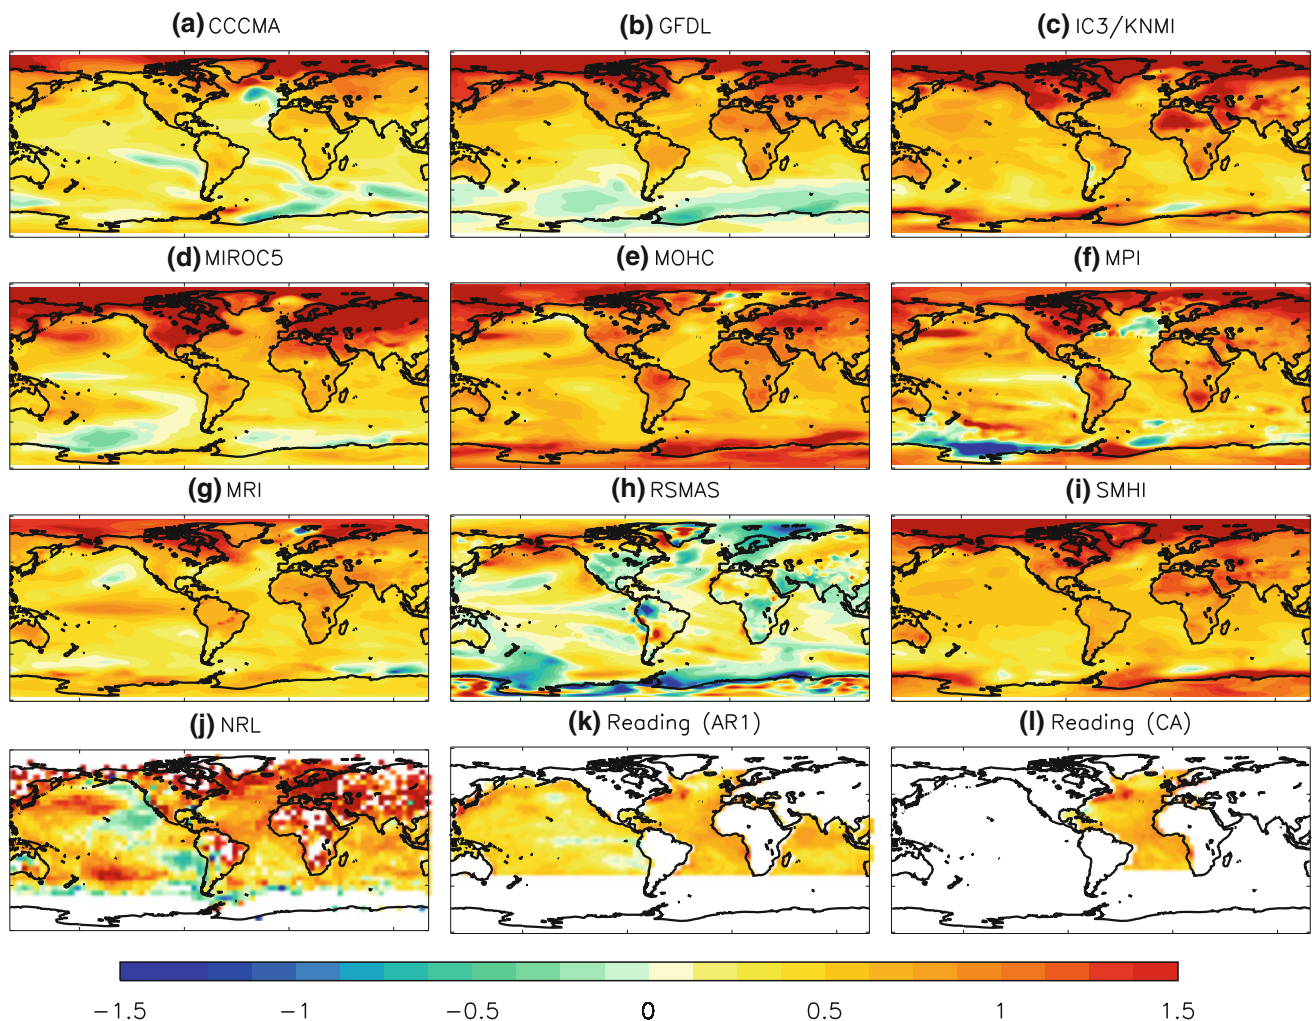 (a) CCCMA
(b) GFDL
(c) IC3/KNMI
(d) MIROC5
(e) MOHC
(f) MPI
(g) MRI
(h) RSMAS
(i) SMHI
(j) NRL
(k) Reading (AR1)
(l) Reading (CA)
−1.5 −1 −0.5 0 0.5 1 1.5